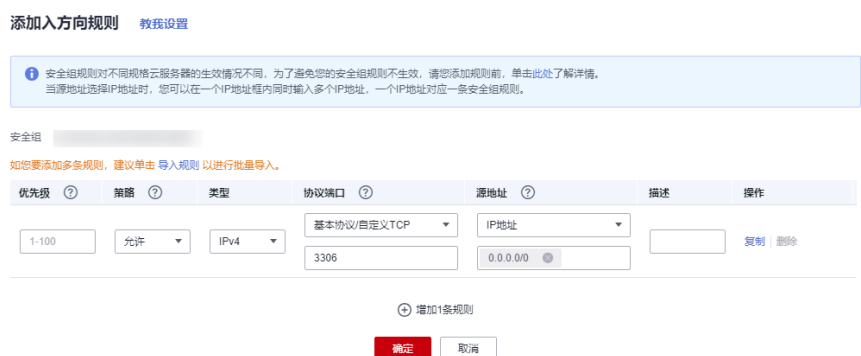 添加入方向规则 教我设置
安全组规则对不同规格云服务器的生效情况不同，为了避免您的安全组规则不生效，请您添加规则前，单击此处了解详情。
当源地址选择IP地址时，您可以在一个IP地址框内同时输入多个IP地址，一个IP地址对应一条安全组规则。
安全组
如您要添加多条规则，建议单击 导入规则 以进行批量导入。
优先级 策略 类型 协议端口 源地址 描述 操作
1-100 允许 IPv4 基本协议/自定义TCP IP地址 复制 删除
3306 0.0.0.0/0
增加1条规则
确定 取消